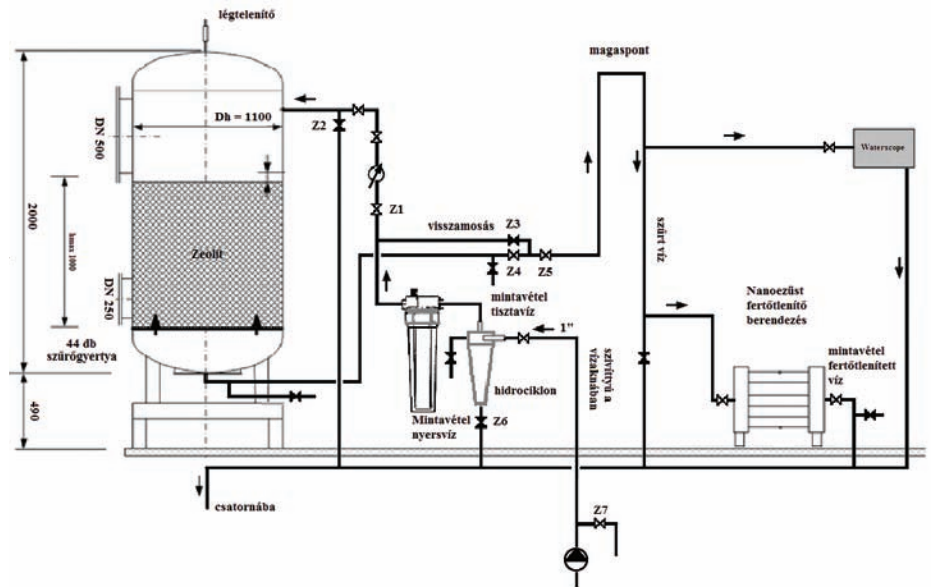 légtelenítő
magaspont
Dh = 1100
Z2
DN 500
Waterscope
2000
Z1
visszamosás
Z3
hmax 1000
Zeolit
Z4
Z5
szűrt víz
DN 250
mintavétel
tisztavíz
Nanoezüst
fertőtlenítő
berendezés
1"
44 db
szűrőgyertya
szivíttyú a
vízaknában
mintavétel
fertőtlenített
víz
hidrociklon
490
Mintavétel
nyersvíz
Z6
csatornába
Z7